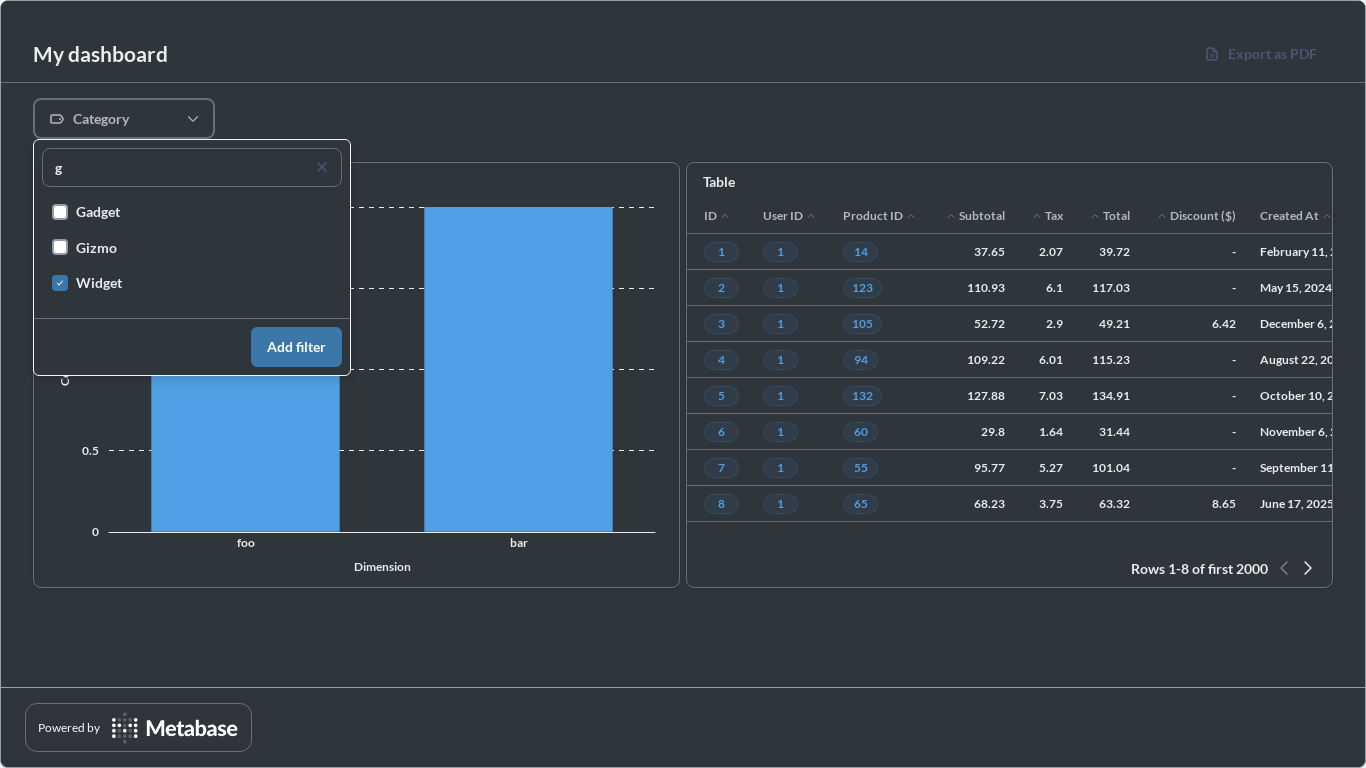 My dashboard
Export as PDF
Category
g
Gadget
Gizmo
Widget
Add filter
0.5
0
foo
bar
Dimension
Table
ID User ID Product ID Subtotal Tax Total Discount ($) Created At
1 1 14 37.65 2.07 39.72 - February 11,
2 1 123 110.93 6.1 117.03 - May 15, 2024
3 1 105 52.72 2.9 49.21 6.42 December 6,
4 1 94 109.22 6.01 115.23 - August 22, 20
5 1 132 127.88 7.03 134.91 - October 10, 2
6 1 60 29.8 1.64 31.44 - November 6,
7 1 55 95.77 5.27 101.04 - September 11
8 1 65 68.23 3.75 63.32 8.65 June 17, 2025
Rows 1-8 of first 2000
Powered by Metabase